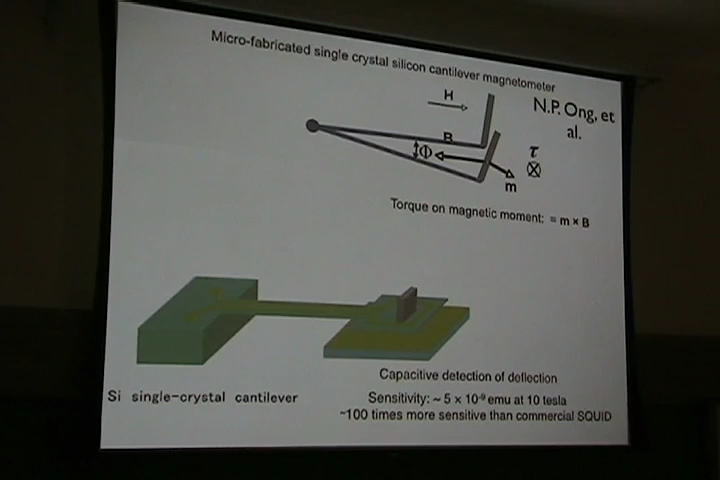 Micro-fabricated single crystal silicon cantilever magnetometer
H
N.P. Ong, et
al.
B
Φ
τ
m
Torque on magnetic moment: = m × B
Capacitive detection of deflection
Si single-crystal cantilever
Sensitivity: ~ 5 × 10⁻⁹ emu at 10 tesla
~100 times more sensitive than commercial SQUID